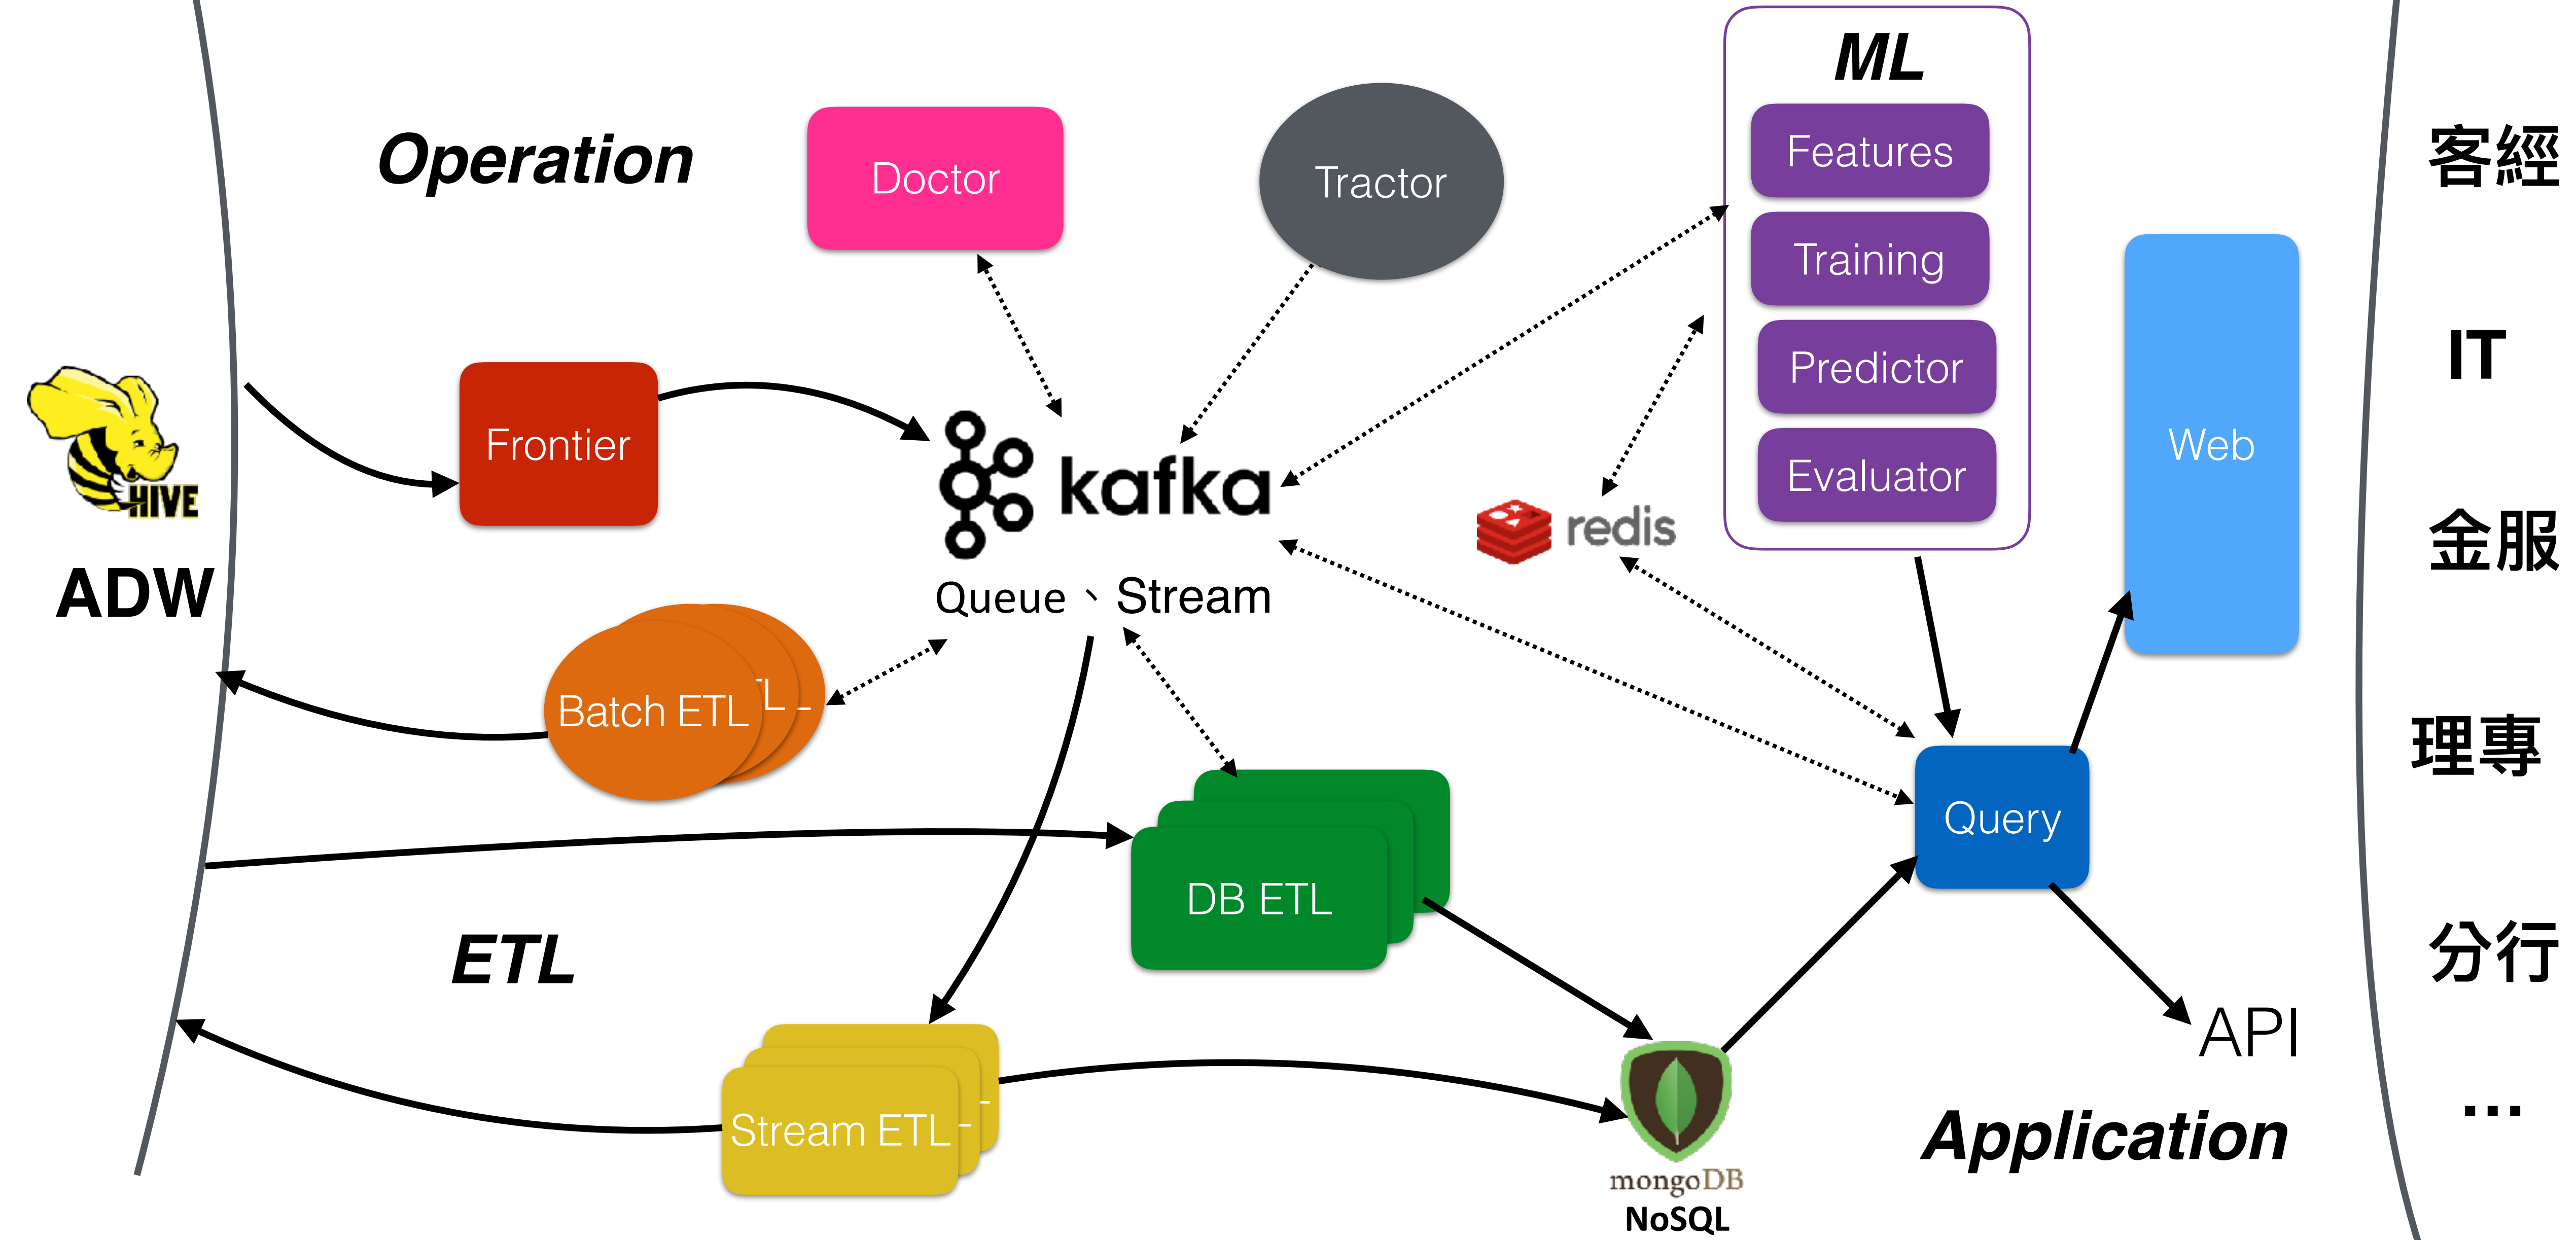 ML
Features
Training
Predictor
Evaluator
Operation
Doctor
Tractor
客經
IT
金服
理專
分行
...
Web
Frontier
HIVE
ADW
kafka
Queue、Stream
redis
Batch ETL
TL
DB ETL
Query
ETL
Stream ETL
API
Application
mongoDB
NoSQL